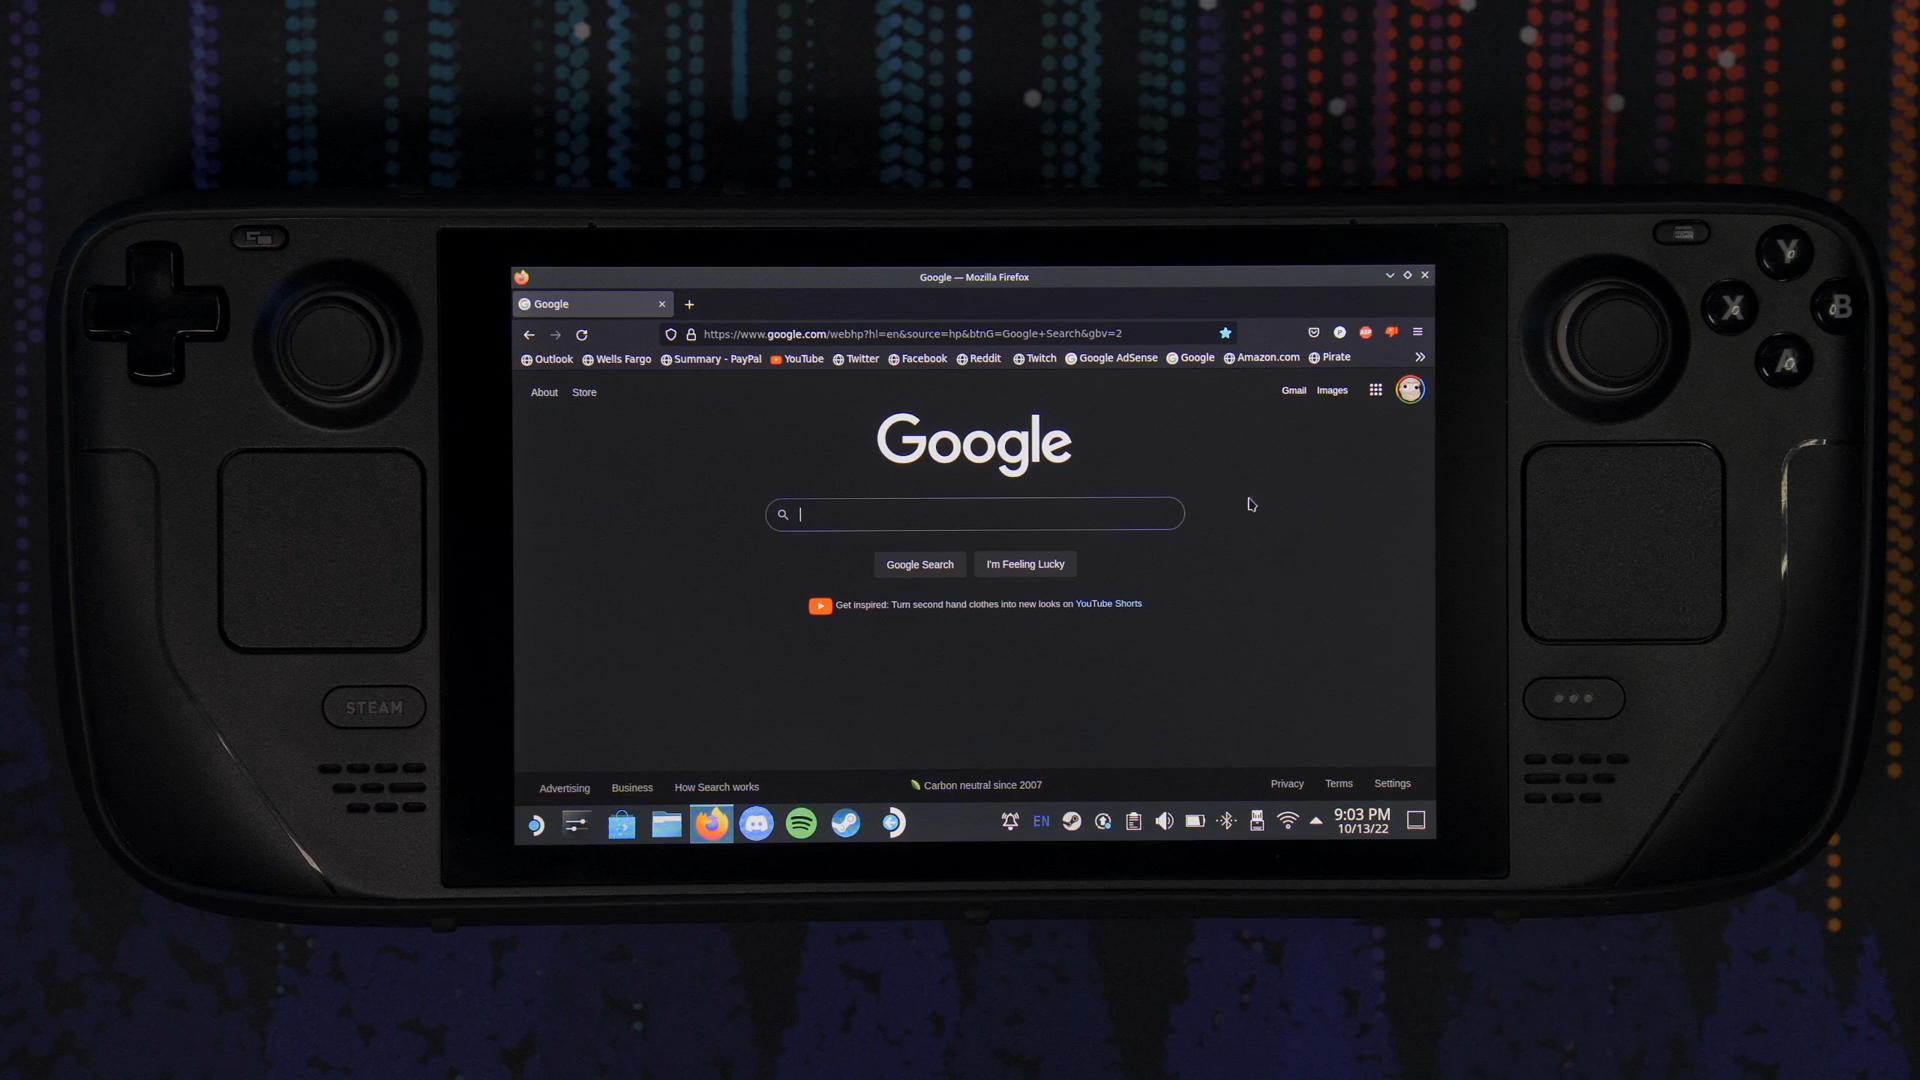 Google — Mozilla Firefox
Google
https://www.google.com/webhp?hl=en&source=hp&btnG=Google+Search&gbv=2
Outlook Wells Fargo Summary - PayPal YouTube Twitter Facebook Reddit Twitch Google AdSense Google Amazon.com Pirate
About Store Gmail Images
Google
Google Search I'm Feeling Lucky
Get inspired: Turn second hand clothes into new looks on YouTube Shorts
Advertising Business How Search works Carbon neutral since 2007 Privacy Terms Settings
EN 9:03 PM
10/13/22
STEAM
Y
X B
A